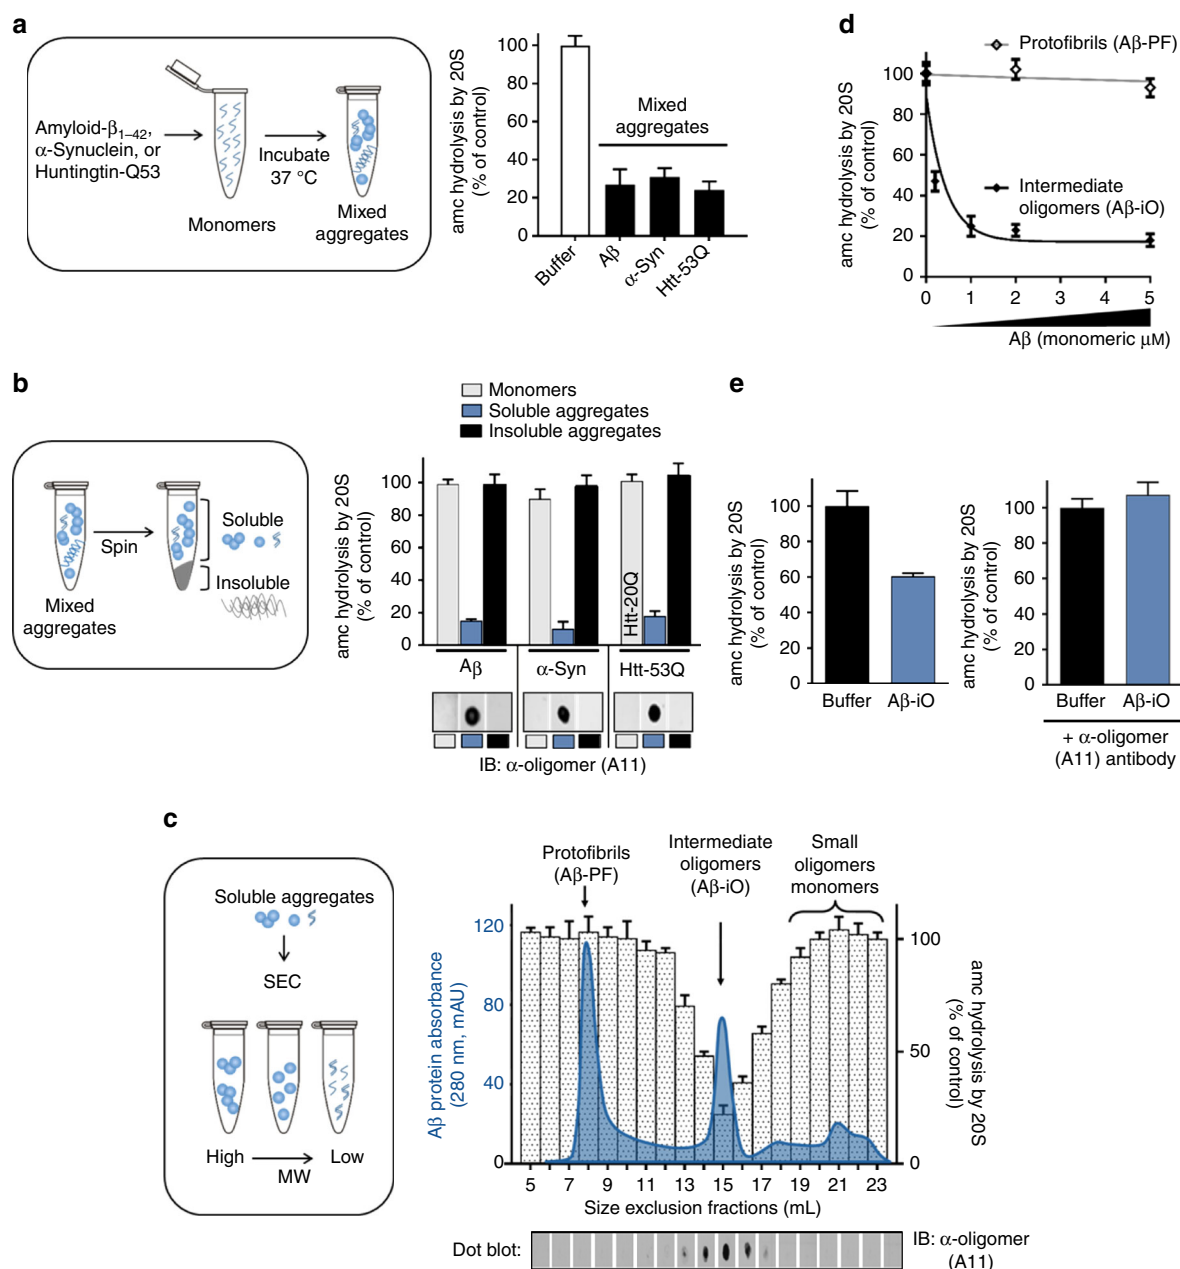 a
Amyloid-β1–42,
α-Synuclein, or
Huntingtin-Q53
Incubate
37 °C
Monomers
Mixed
aggregates
amc hydrolysis by 20S
(% of control)
100
80
60
40
20
0
Mixed
aggregates
Buffer
Aβ
α-Syn
Htt-53Q
d
Protofibrils (Aβ-PF)
Intermediate
oligomers (Aβ-iO)
amc hydrolysis by 20S
(% of control)
100
80
60
40
20
0
0 1 2 3 4 5
Aβ (monomeric μM)
b
Mixed
aggregates
Spin
Soluble
Insoluble
Monomers
Soluble aggregates
Insoluble aggregates
amc hydrolysis by 20S
(% of control)
100
80
60
40
20
0
Htt-20Q
Aβ α-Syn Htt-53Q
IB: α-oligomer (A11)
e
amc hydrolysis by 20S
(% of control)
100
80
60
40
20
0
Buffer Aβ-iO
amc hydrolysis by 20S
(% of control)
100
80
60
40
20
0
Buffer Aβ-iO
+ α-oligomer
(A11) antibody
c
Soluble aggregates
SEC
High Low
MW
Protofibrils
(Aβ-PF)
Intermediate
oligomers
(Aβ-iO)
Small
oligomers
monomers
Aβ protein absorbance
(280 nm, mAU)
120
80
40
0
100
50
0
amc hydrolysis by 20S
(% of control)
5 7 9 11 13 15 17 19 21 23
Size exclusion fractions (mL)
Dot blot:
IB: α-oligomer
(A11)